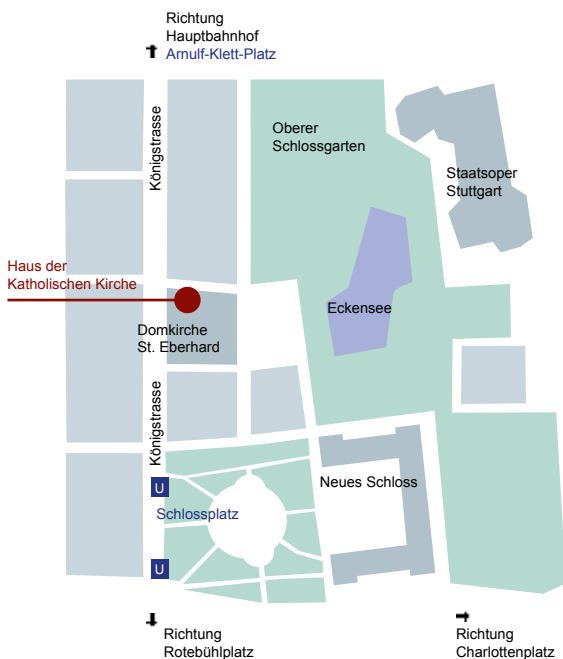 Richtung
Hauptbahnhof
Arnulf-Klett-Platz
Königstrasse
Oberer
Schlossgarten
Staatsoper
Stuttgart
Haus der
Katholischen Kirche
Eckensee
Domkirche
St. Eberhard
Königstrasse
Neues Schloss
U
Schlossplatz
U
Richtung
Rotebühlplatz
Richtung
Charlottenplatz